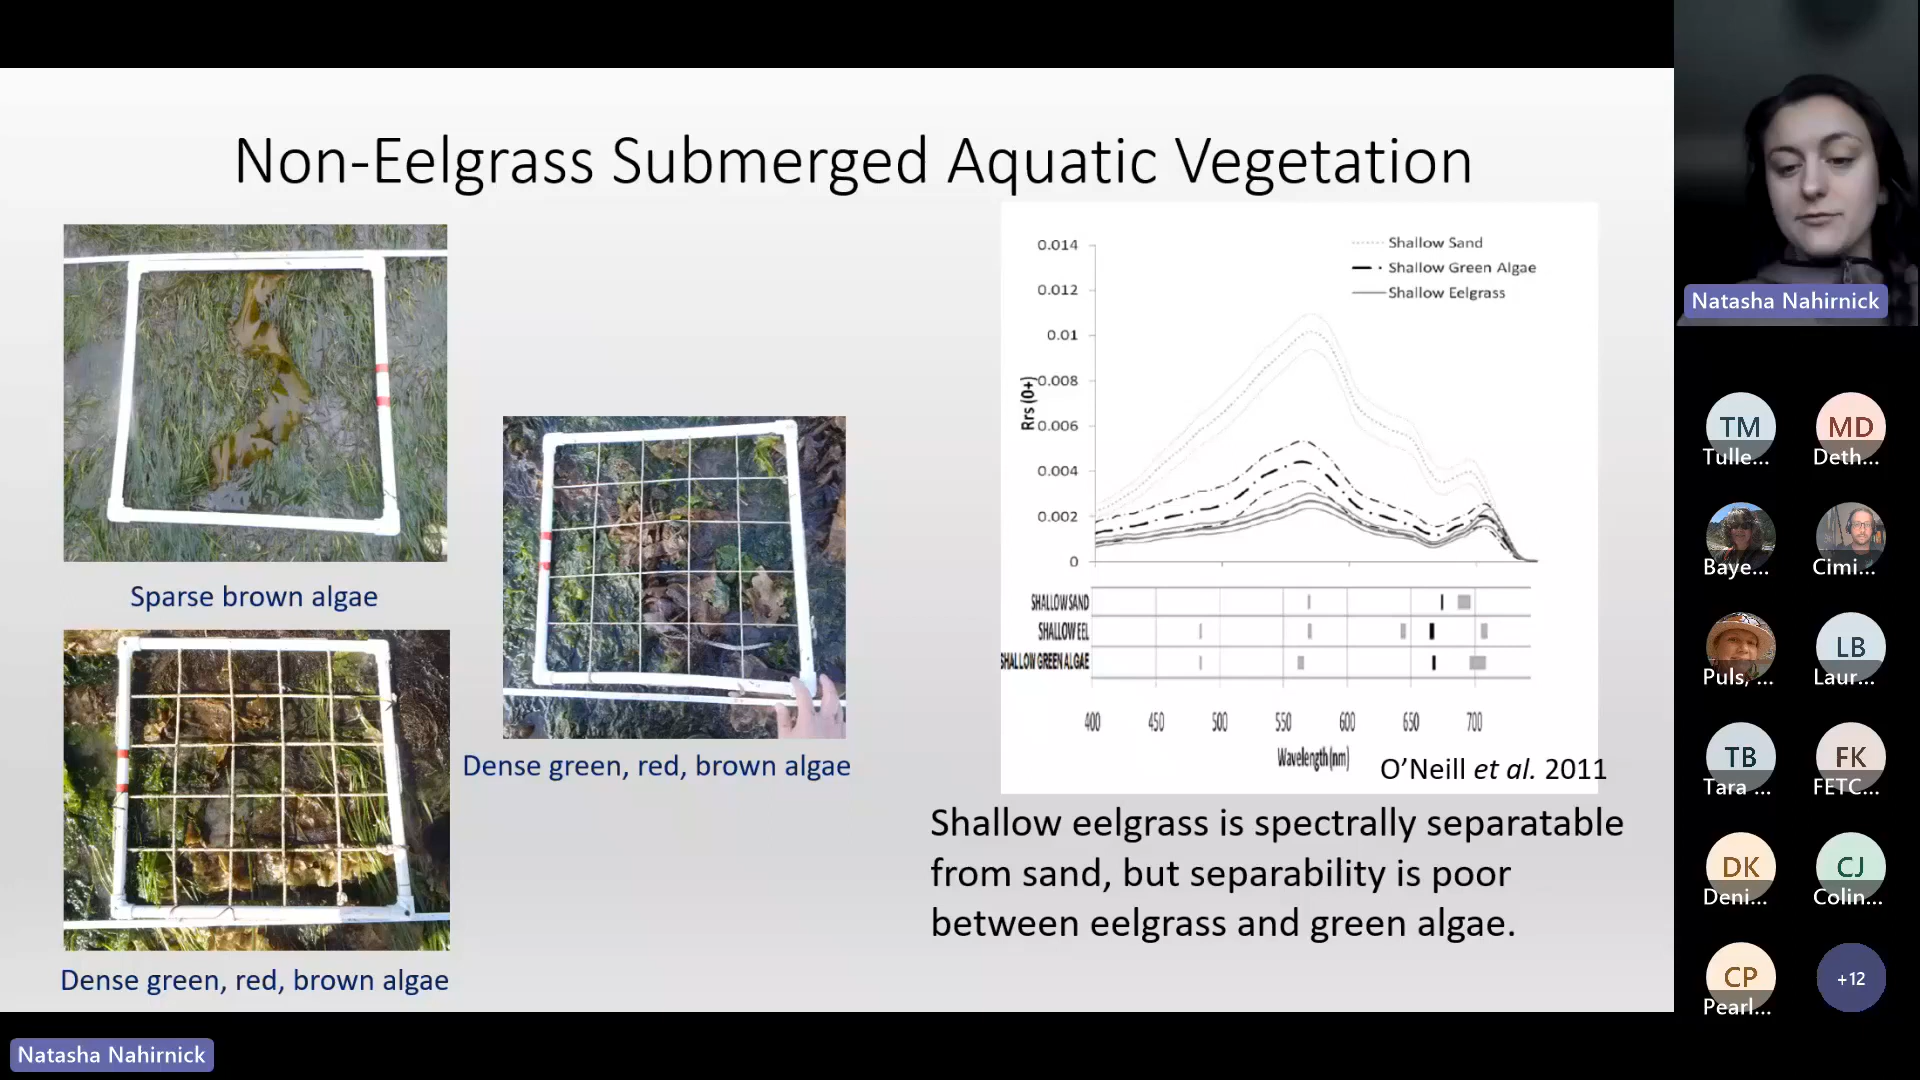 Non-Eelgrass Submerged Aquatic Vegetation
Sparse brown algae
Dense green, red, brown algae
Dense green, red, brown algae
Shallow Sand
Shallow Green Algae
Shallow Eelgrass
0.014
0.012
0.01
0.008
0.006
0.004
0.002
0
Rrs (0+)
SHALLOW SAND
SHALLOW EEL
SHALLOW GREEN ALGAE
400 450 500 550 600 650 700
Wavelength (nm)
O’Neill et al. 2011
Shallow eelgrass is spectrally separatable
from sand, but separability is poor
between eelgrass and green algae.
Natasha Nahirnick
TM MD
Tulle... Deth...
Baye... Cimi...
LB
Puls, ... Laur...
TB FK
Tara ... FETC...
DK CJ
Deni... Colin...
CP +12
Pearl...
Natasha Nahirnick